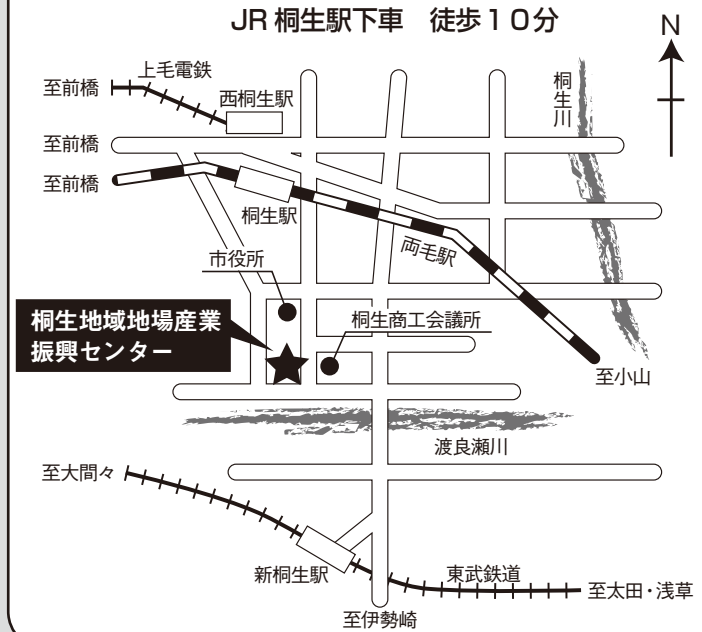 JR 桐生駅下車　徒歩１０分
N
上毛電鉄
至前橋
西桐生駅
桐生川
至前橋
至前橋
桐生駅
両毛駅
市役所
桐生地域地場産業
振興センター
桐生商工会議所
至小山
渡良瀬川
至大間々
新桐生駅
東武鉄道
至太田・浅草
至伊勢崎